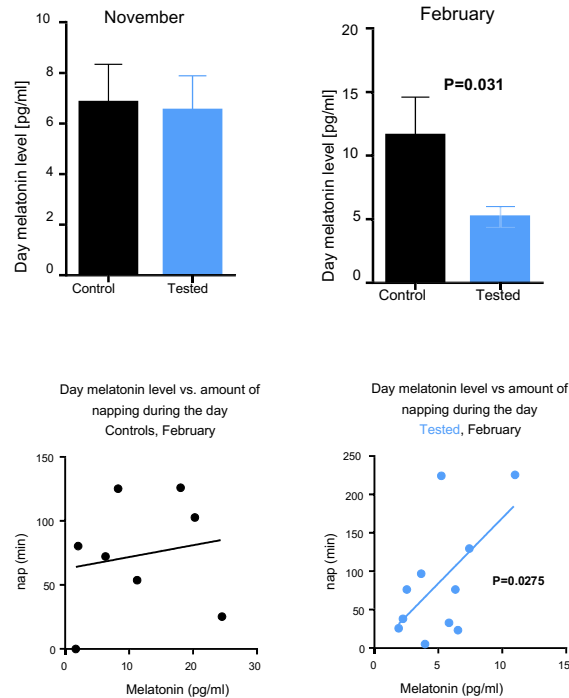 November
Day melatonin level [pg/ml]
10
8
6
4
2
0
Control
Tested
February
Day melatonin level [pg/ml]
20
15
10
5
0
P=0.031
Control
Tested
Day melatonin level vs. amount of
napping during the day
Controls, February
nap (min)
150
100
50
0
0
10
20
30
Melatonin (pg/ml)
Day melatonin level vs amount of
napping during the day
Tested, February
nap (min)
250
200
150
100
50
0
P=0.0275
0
5
10
15
Melatonin (pg/ml)